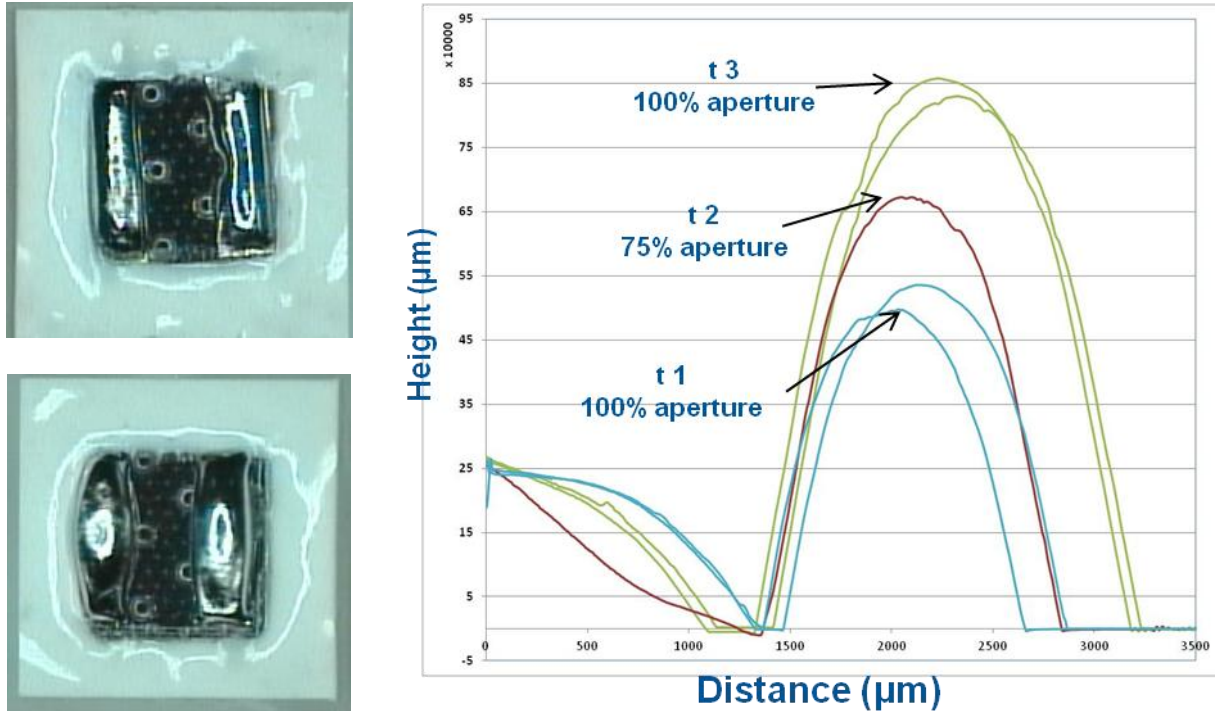 x 10000
95
85
75
65
55
45
35
25
15
5
-5
Height (µm)
t 3
100% aperture
t 2
75% aperture
t 1
100% aperture
0
500
1000
1500
2000
2500
3000
3500
Distance (µm)